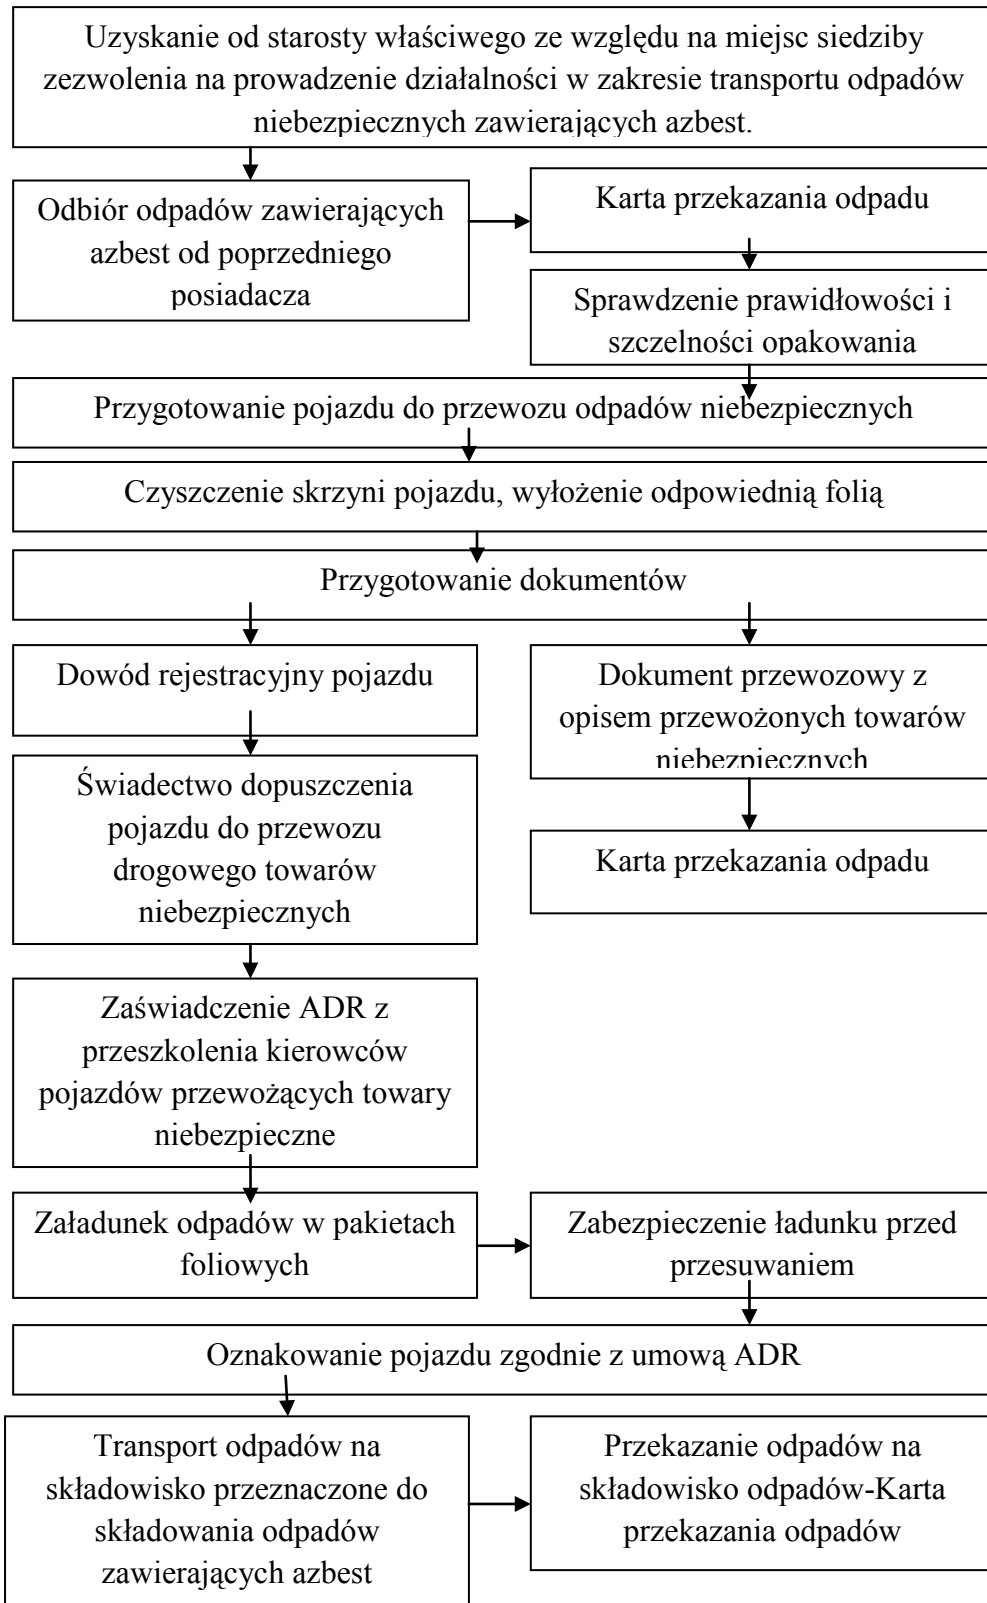 Uzyskanie od starosty właściwego ze względu na miejsc siedziby
zezwolenia na prowadzenie działalności w zakresie transportu odpadów
niebezpiecznych zawierających azbest.
Odbiór odpadów zawierających
azbest od poprzedniego
posiadacza
Karta przekazania odpadu
Sprawdzenie prawidłowości i
szczelności opakowania
Przygotowanie pojazdu do przewozu odpadów niebezpiecznych
Czyszczenie skrzyni pojazdu, wyłożenie odpowiednią folią
Przygotowanie dokumentów
Dowód rejestracyjny pojazdu
Dokument przewozowy z
opisem przewożonych towarów
niebezpiecznych
Świadectwo dopuszczenia
pojazdu do przewozu
drogowego towarów
niebezpiecznych
Karta przekazania odpadu
Zaświadczenie ADR z
przeszkolenia kierowców
pojazdów przewożących towary
niebezpieczne
Załadunek odpadów w pakietach
foliowych
Zabezpieczenie ładunku przed
przesuwaniem
Oznakowanie pojazdu zgodnie z umową ADR
Transport odpadów na
składowisko przeznaczone do
składowania odpadów
zawierających azbest
Przekazanie odpadów na
składowisko odpadów-Karta
przekazania odpadów